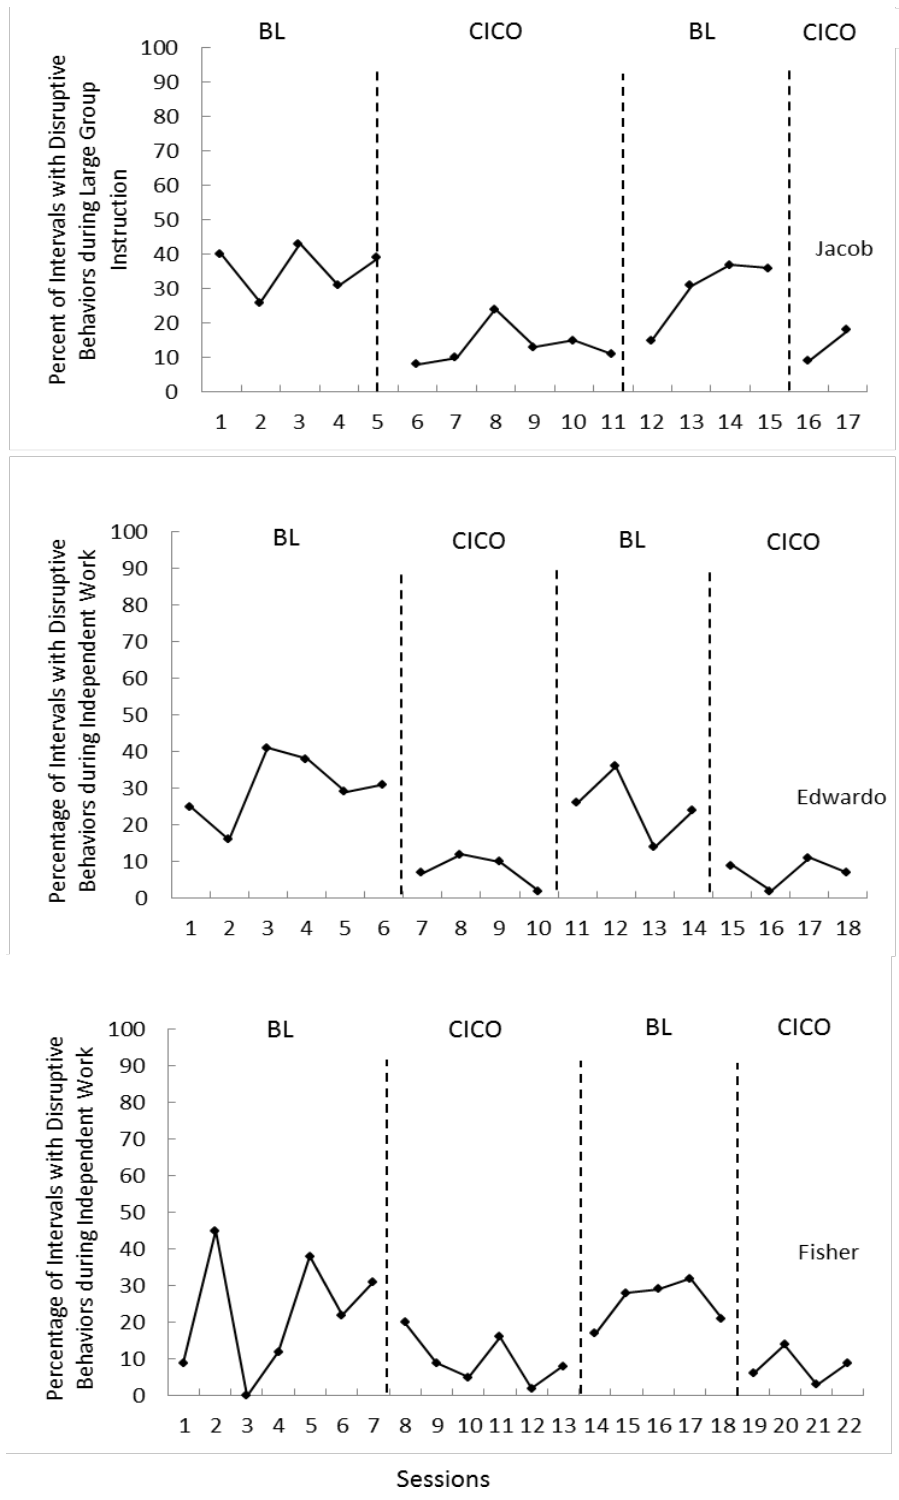 BL CICO BL CICO
Percent of Intervals with Disruptive
Behaviors during Large Group
Instruction
100
90
80
70
60
50
40
30
20
10
0
Jacob
1 2 3 4 5 6 7 8 9 10 11 12 13 14 15 16 17
BL CICO BL CICO
Percentage of Intervals with Disruptive
Behaviors during Independent Work
100
90
80
70
60
50
40
30
20
10
0
Edwardo
1 2 3 4 5 6 7 8 9 10 11 12 13 14 15 16 17 18
BL CICO BL CICO
Percentage of Intervals with Disruptive
Behaviors during Independent Work
100
90
80
70
60
50
40
30
20
10
0
Fisher
1 2 3 4 5 6 7 8 9 10 11 12 13 14 15 16 17 18 19 20 21 22
Sessions